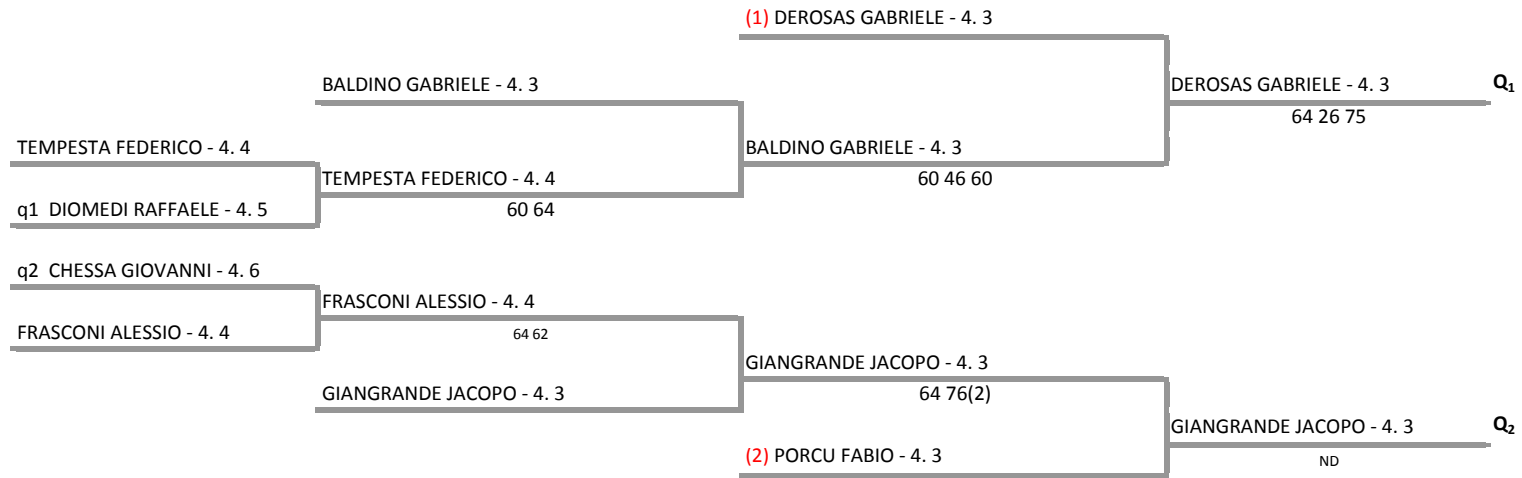 (1) DEROSAS GABRIELE - 4. 3
BALDINO GABRIELE - 4. 3
DEROSAS GABRIELE - 4. 3
Q1
64 26 75
TEMPESTA FEDERICO - 4. 4
BALDINO GABRIELE - 4. 3
TEMPESTA FEDERICO - 4. 4
60 46 60
q1 DIOMEDI RAFFAELE - 4. 5
60 64
q2 CHESSA GIOVANNI - 4. 6
FRASCONI ALESSIO - 4. 4
FRASCONI ALESSIO - 4. 4
64 62
GIANGRANDE JACOPO - 4. 3
GIANGRANDE JACOPO - 4. 3
64 76(2)
GIANGRANDE JACOPO - 4. 3
Q2
(2) PORCU FABIO - 4. 3
ND